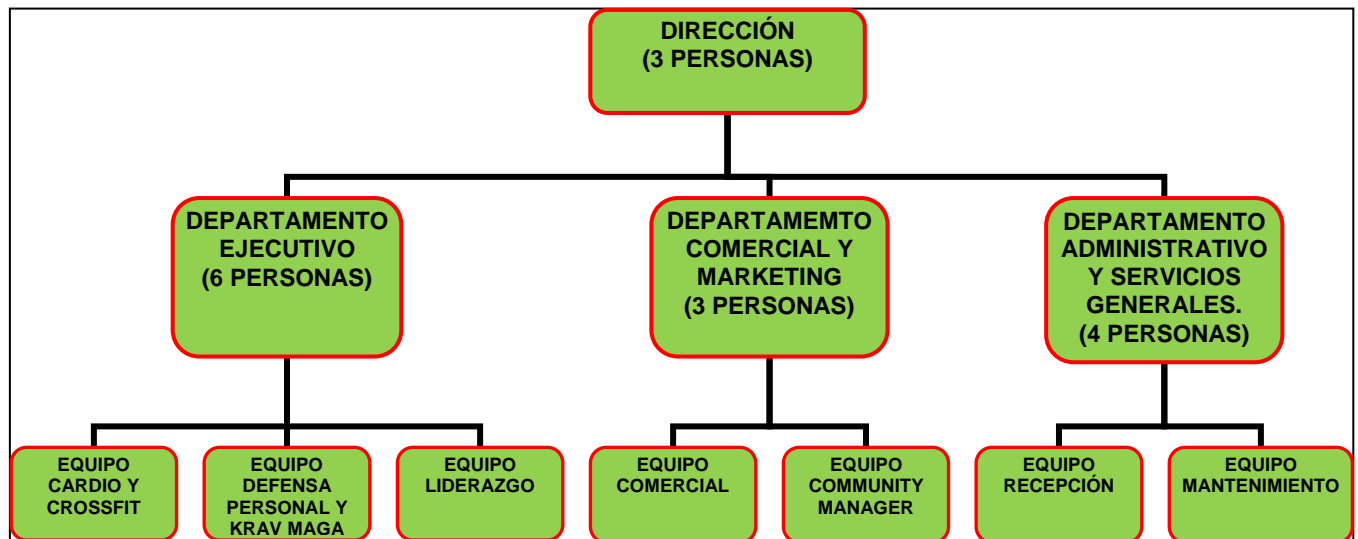 DIRECCIÓN
(3 PERSONAS)
DEPARTAMENTO
EJECUTIVO
(6 PERSONAS)
DEPARTAMEMTO
COMERCIAL Y
MARKETING
(3 PERSONAS)
DEPARTAMENTO
ADMINISTRATIVO
Y SERVICIOS
GENERALES.
(4 PERSONAS)
EQUIPO
CARDIO Y
CROSSFIT
EQUIPO
DEFENSA
PERSONAL Y
KRAV MAGA
EQUIPO
LIDERAZGO
EQUIPO
COMERCIAL
EQUIPO
COMMUNITY
MANAGER
EQUIPO
RECEPCIÓN
EQUIPO
MANTENIMIENTO